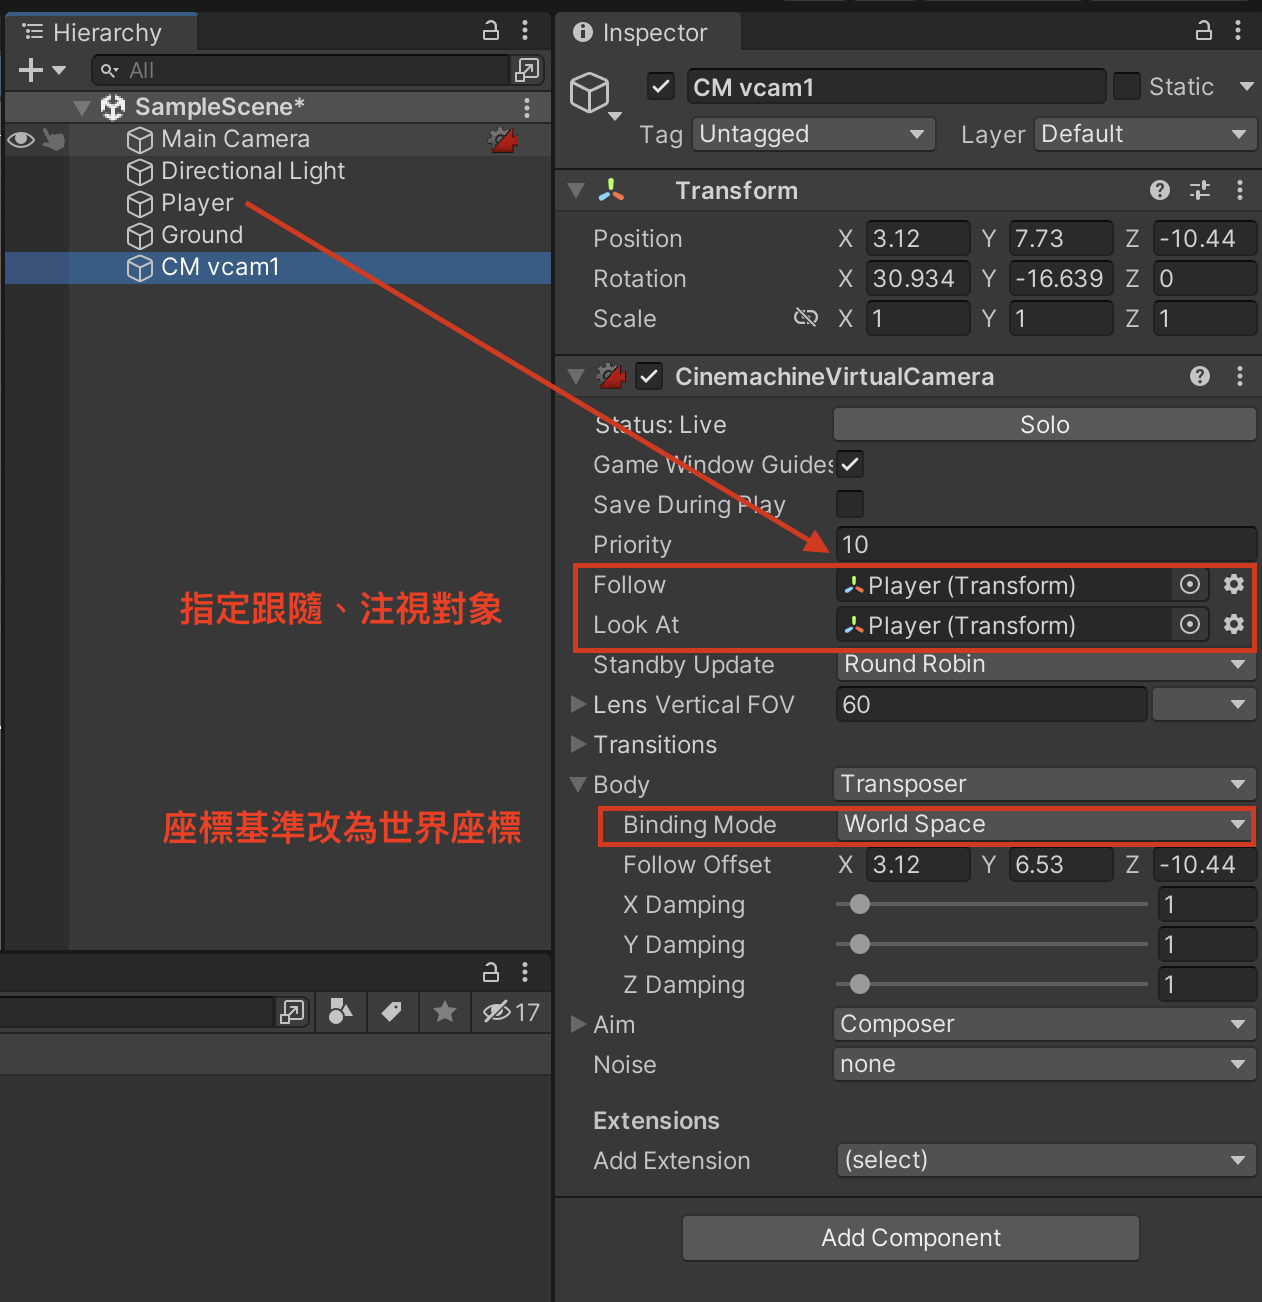 Hierarchy
All
SampleScene*
Main Camera
Directional Light
Player
Ground
CM vcam1
指定跟隨、注視對象
座標基準改為世界座標
17
Inspector
CM vcam1
Static
Tag Untagged Layer Default
Transform
Position X 3.12 Y 7.73 Z -10.44
Rotation X 30.934 Y -16.639 Z 0
Scale X 1 Y 1 Z 1
CinemachineVirtualCamera
Status: Live Solo
Game Window Guides
Save During Play
Priority 10
Follow Player (Transform)
Look At Player (Transform)
Standby Update Round Robin
Lens Vertical FOV 60
Transitions
Body Transposer
Binding Mode World Space
Follow Offset X 3.12 Y 6.53 Z -10.44
X Damping 1
Y Damping 1
Z Damping 1
Aim Composer
Noise none
Extensions
Add Extension (select)
Add Component